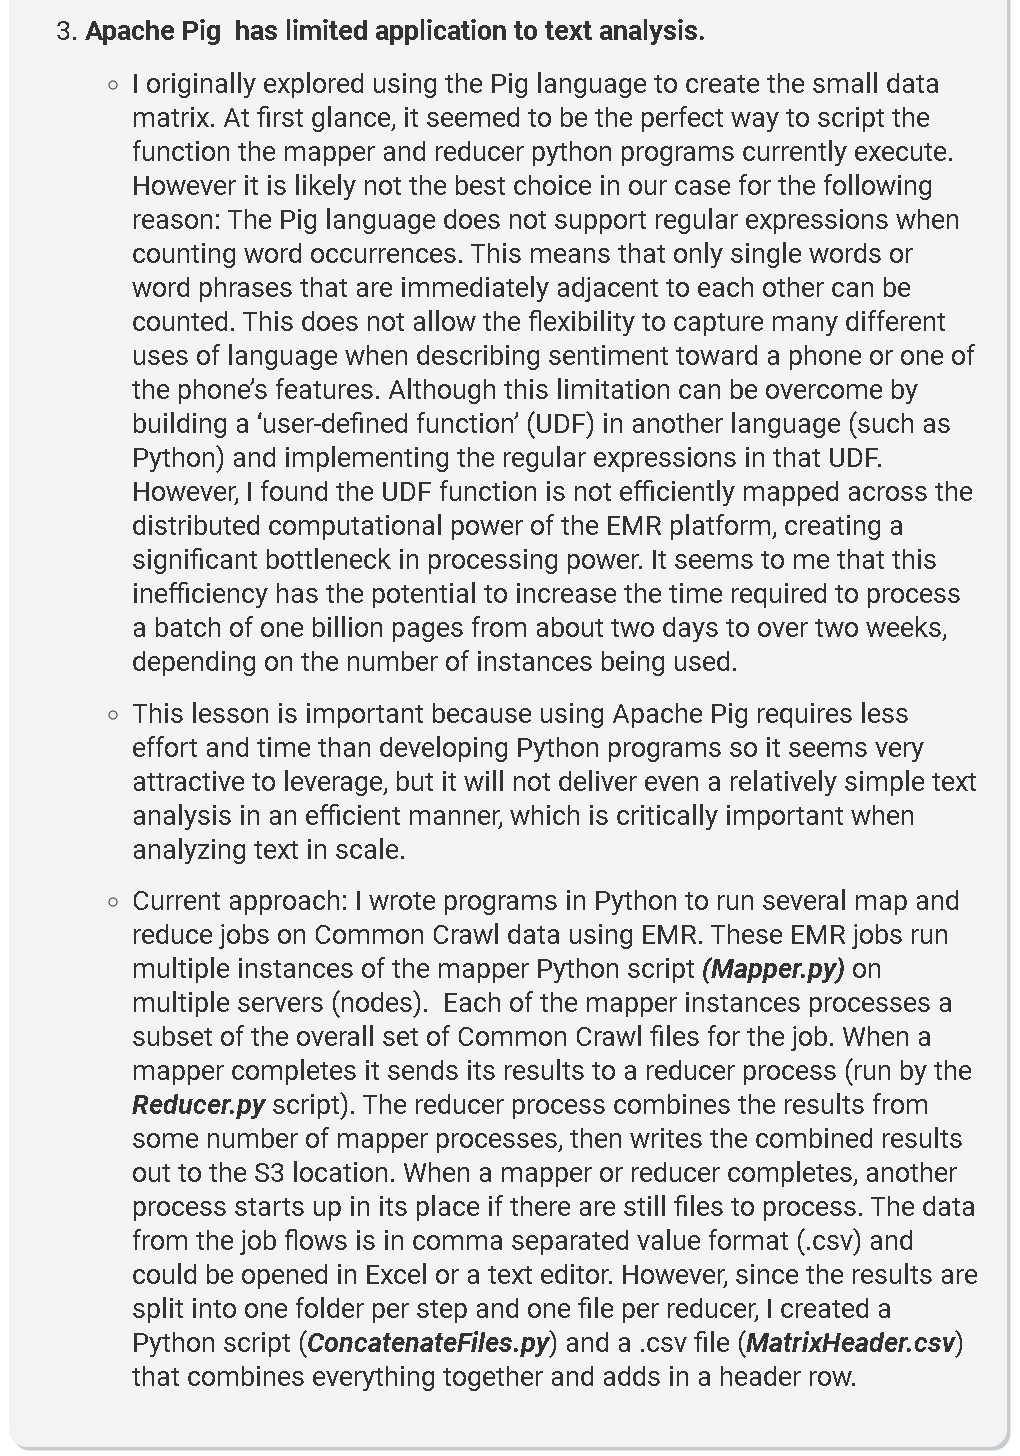 3. Apache Pig  has limited application to text analysis.
I originally explored using the Pig language to create the small data
matrix. At first glance, it seemed to be the perfect way to script the
function the mapper and reducer python programs currently execute.
However it is likely not the best choice in our case for the following
reason: The Pig language does not support regular expressions when
counting word occurrences. This means that only single words or
word phrases that are immediately adjacent to each other can be
counted. This does not allow the flexibility to capture many different
uses of language when describing sentiment toward a phone or one of
the phone’s features. Although this limitation can be overcome by
building a ‘user-defined function’ (UDF) in another language (such as
Python) and implementing the regular expressions in that UDF.
However, I found the UDF function is not efficiently mapped across the
distributed computational power of the EMR platform, creating a
significant bottleneck in processing power. It seems to me that this
inefficiency has the potential to increase the time required to process
a batch of one billion pages from about two days to over two weeks,
depending on the number of instances being used.
This lesson is important because using Apache Pig requires less
effort and time than developing Python programs so it seems very
attractive to leverage, but it will not deliver even a relatively simple text
analysis in an efficient manner, which is critically important when
analyzing text in scale.
Current approach: I wrote programs in Python to run several map and
reduce jobs on Common Crawl data using EMR. These EMR jobs run
multiple instances of the mapper Python script (Mapper.py) on
multiple servers (nodes).  Each of the mapper instances processes a
subset of the overall set of Common Crawl files for the job. When a
mapper completes it sends its results to a reducer process (run by the
Reducer.py script). The reducer process combines the results from
some number of mapper processes, then writes the combined results
out to the S3 location. When a mapper or reducer completes, another
process starts up in its place if there are still files to process. The data
from the job flows is in comma separated value format (.csv) and
could be opened in Excel or a text editor. However, since the results are
split into one folder per step and one file per reducer, I created a
Python script (ConcatenateFiles.py) and a .csv file (MatrixHeader.csv)
that combines everything together and adds in a header row.